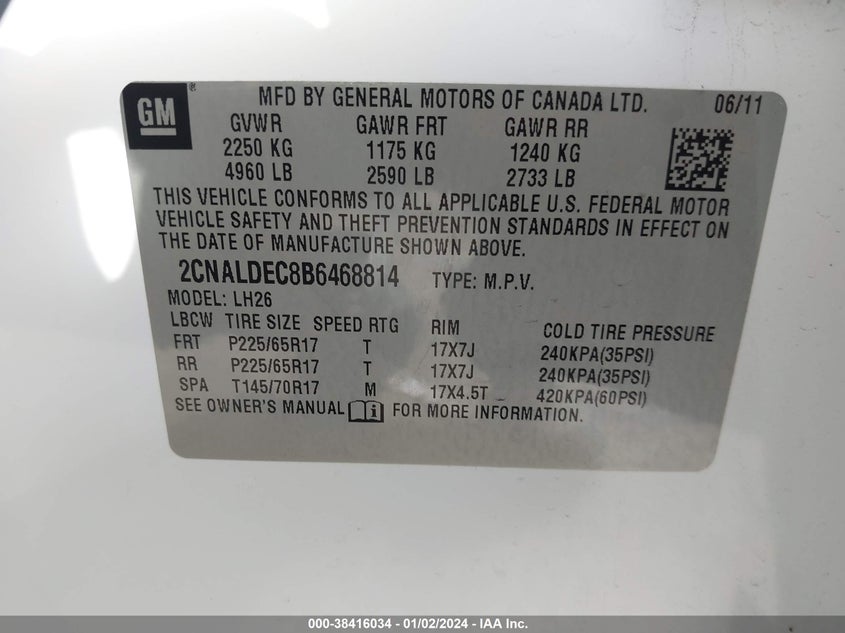 GM ® MFD BY GENERAL MOTORS OF CANADA LTD. 06/11
GVWR GAWR FRT GAWR RR
2250 KG 1175 KG 1240 KG
4960 LB 2590 LB 2733 LB
THIS VEHICLE CONFORMS TO ALL APPLICABLE U.S. FEDERAL MOTOR
VEHICLE SAFETY AND THEFT PREVENTION STANDARDS IN EFFECT ON
THE DATE OF MANUFACTURE SHOWN ABOVE.
2CNALDEC8B6468814 TYPE: M.P.V.
MODEL: LH26
LBCW TIRE SIZE SPEED RTG RIM COLD TIRE PRESSURE
FRT P225/65R17 T 17X7J 240KPA(35PSI)
RR P225/65R17 T 17X7J 240KPA(35PSI)
SPA T145/70R17 M 17X4.5T 420KPA(60PSI)
SEE OWNER'S MANUAL FOR MORE INFORMATION.
000-38416034 - 01/02/2024 - IAA Inc.